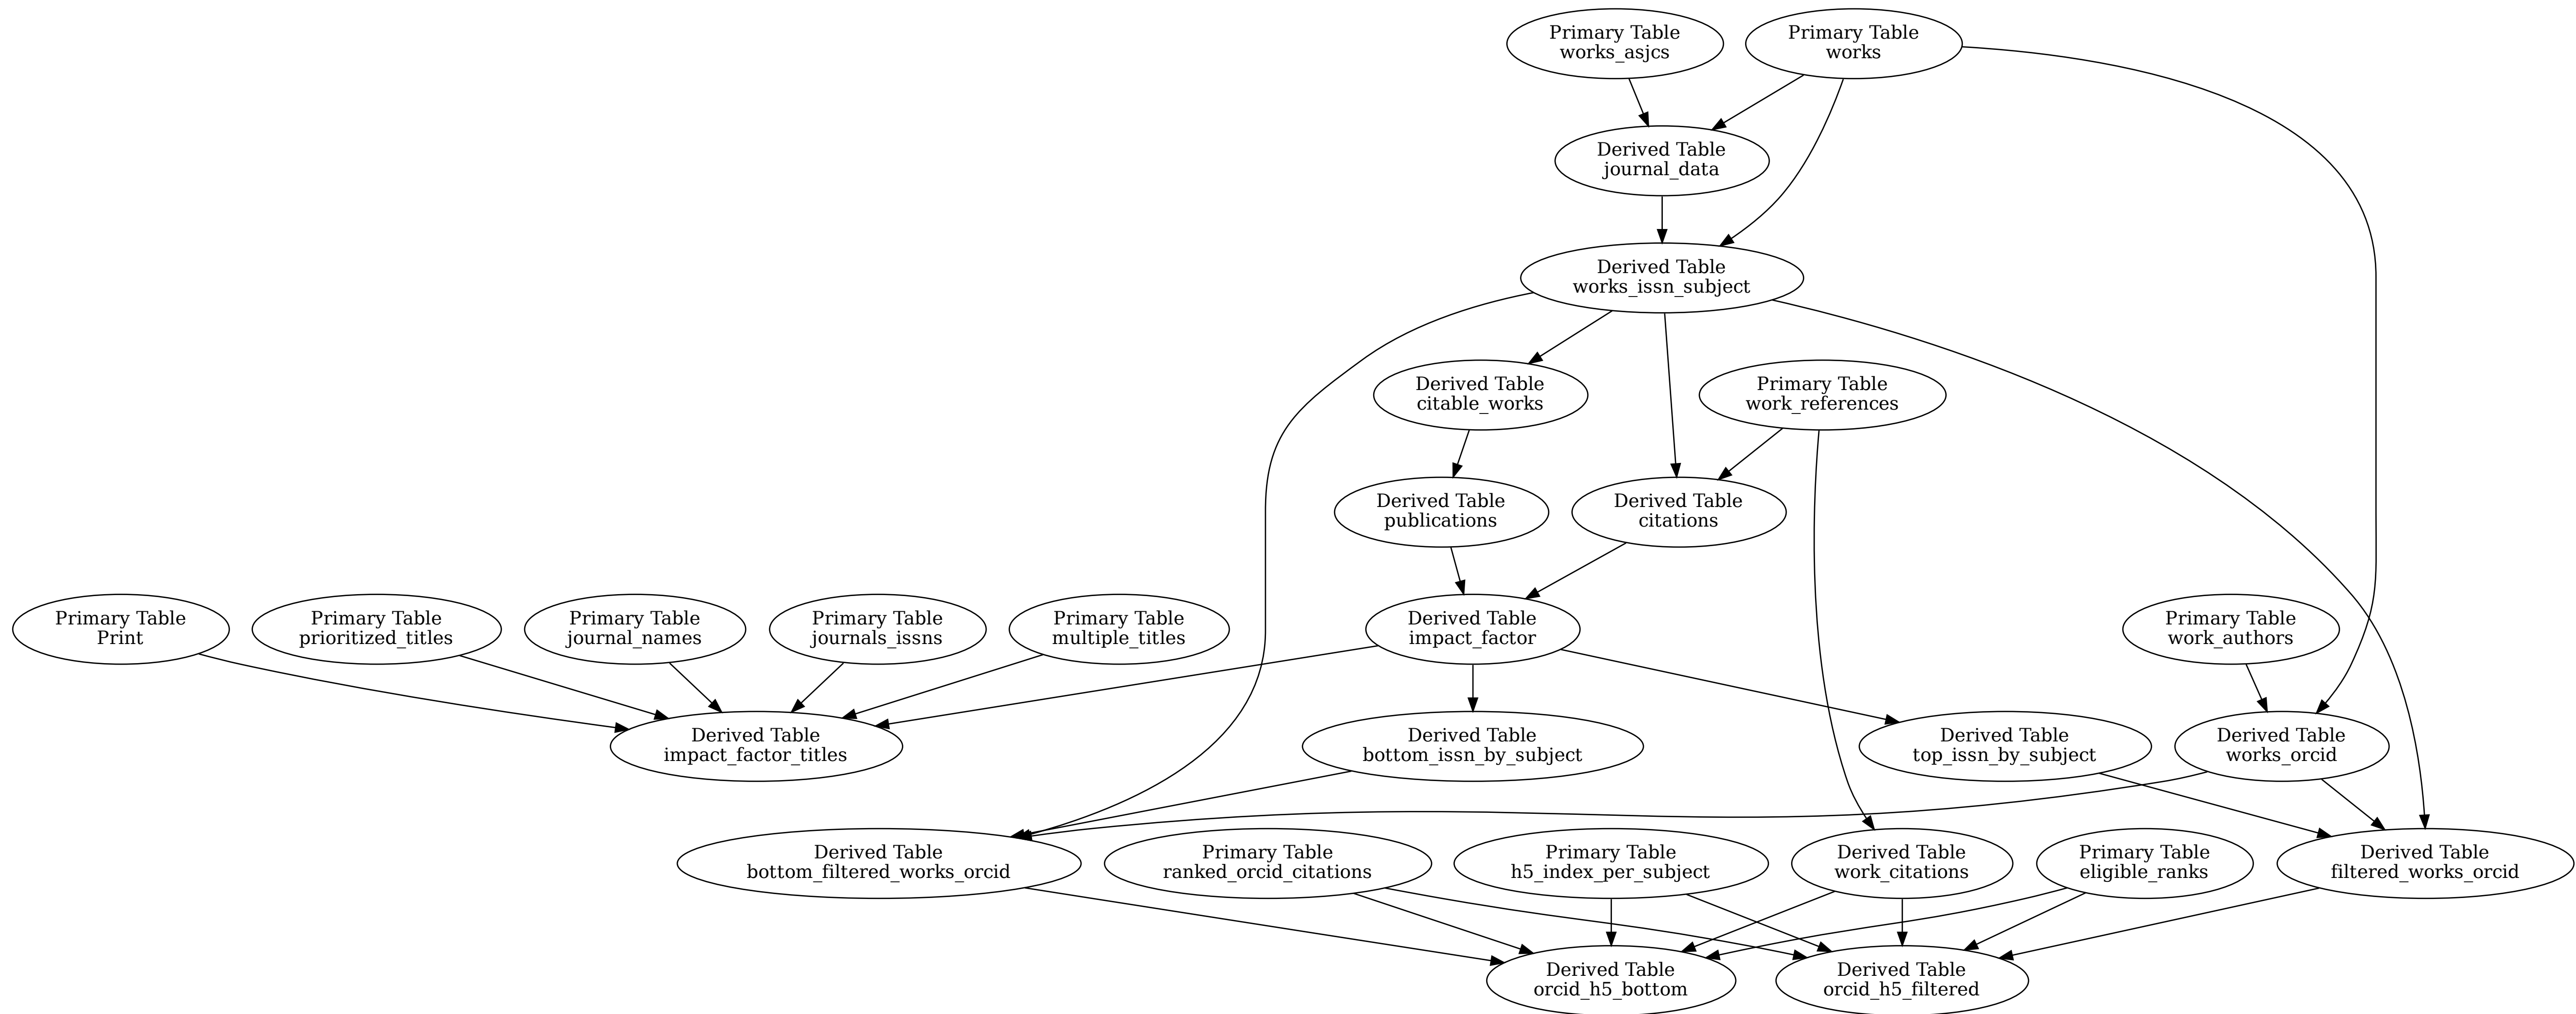 Primary Table
works_asjcs
Primary Table
works
Derived Table
journal_data
Derived Table
works_issn_subject
Derived Table
citable_works
Primary Table
work_references
Derived Table
publications
Derived Table
citations
Primary Table
Print
Primary Table
prioritized_titles
Primary Table
journal_names
Primary Table
journals_issns
Primary Table
multiple_titles
Derived Table
impact_factor
Primary Table
work_authors
Derived Table
impact_factor_titles
Derived Table
bottom_issn_by_subject
Derived Table
top_issn_by_subject
Derived Table
works_orcid
Derived Table
bottom_filtered_works_orcid
Primary Table
ranked_orcid_citations
Primary Table
h5_index_per_subject
Derived Table
work_citations
Primary Table
eligible_ranks
Derived Table
filtered_works_orcid
Derived Table
orcid_h5_bottom
Derived Table
orcid_h5_filtered